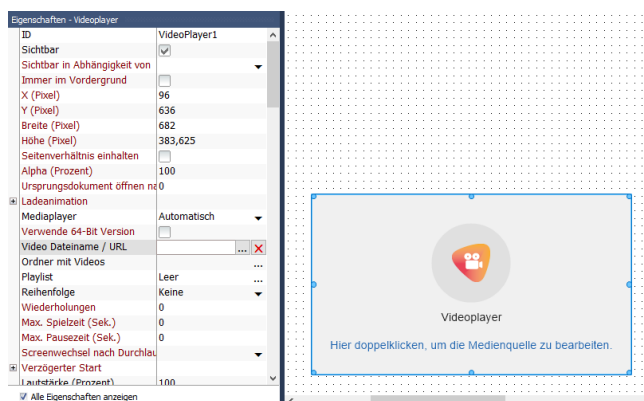 Eigenschaften - Videoplayer
ID VideoPlayer1
Sichtbar
Sichtbar in Abhängigkeit von
Immer im Vordergrund
X (Pixel) 96
Y (Pixel) 636
Breite (Pixel) 682
Höhe (Pixel) 383,625
Seitenverhältnis einhalten
Alpha (Prozent) 100
Ursprungsdokument öffnen na 0
Ladeanimation
Mediaplayer Automatisch
Verwende 64-Bit Version
Video Dateiname / URL ...
Ordner mit Videos ...
Playlist Leer ...
Reihenfolge Keine
Wiederholungen 0
Max. Spielzeit (Sek.) 0
Max. Pausezeit (Sek.) 0
Screenwechsel nach Durchlau
Verzögerter Start
Lautstärke (Prozent) 100
Alle Eigenschaften anzeigen
Videoplayer
Hier doppelklicken, um die Medienquelle zu bearbeiten.